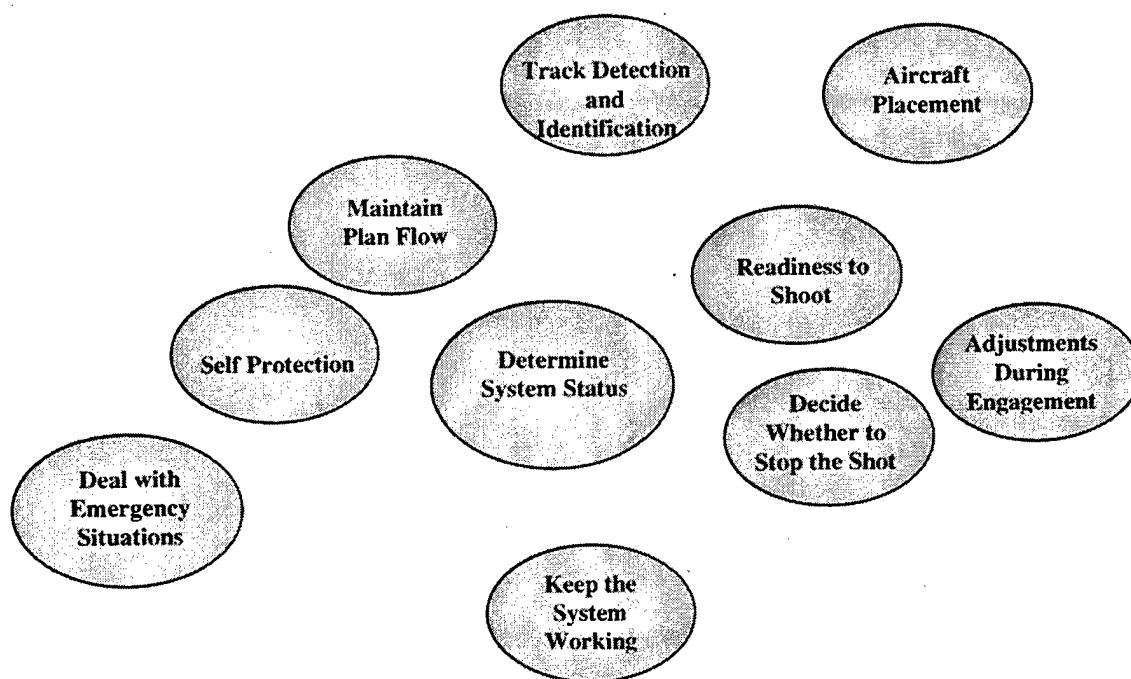 Track Detection
and
Identification
Aircraft
Placement
Maintain
Plan Flow
Readiness to
Shoot
Self Protection
Determine
System Status
Adjustments
During
Engagement
Decide
Whether to
Stop the Shot
Deal with
Emergency
Situations
Keep the
System
Working